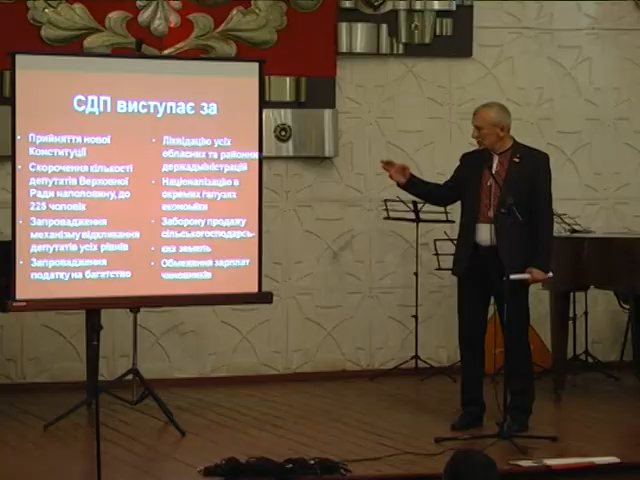 СДП виступає за
Прийняття нової
Конституції
Скорочення кількості
депутатів Верховної
Ради наполовину, до
225 чоловік
Запровадження
механізму відкликання
депутатів усіх рівнів
Запровадження
податку на багатство
Ліквідацію усіх
обласних та районних
держадміністрацій
Націоналізацію в
окремих галузях
економіки
Заборону продажу
сільськогосподарсь-
ких земель
Обмеження зарплат
чиновників